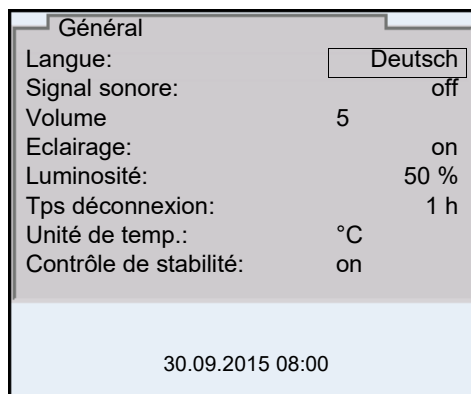 Général
Langue: Deutsch
Signal sonore: off
Volume 5
Eclairage: on
Luminosité: 50 %
Tps déconnexion: 1 h
Unité de temp.: °C
Contrôle de stabilité: on
30.09.2015 08:00